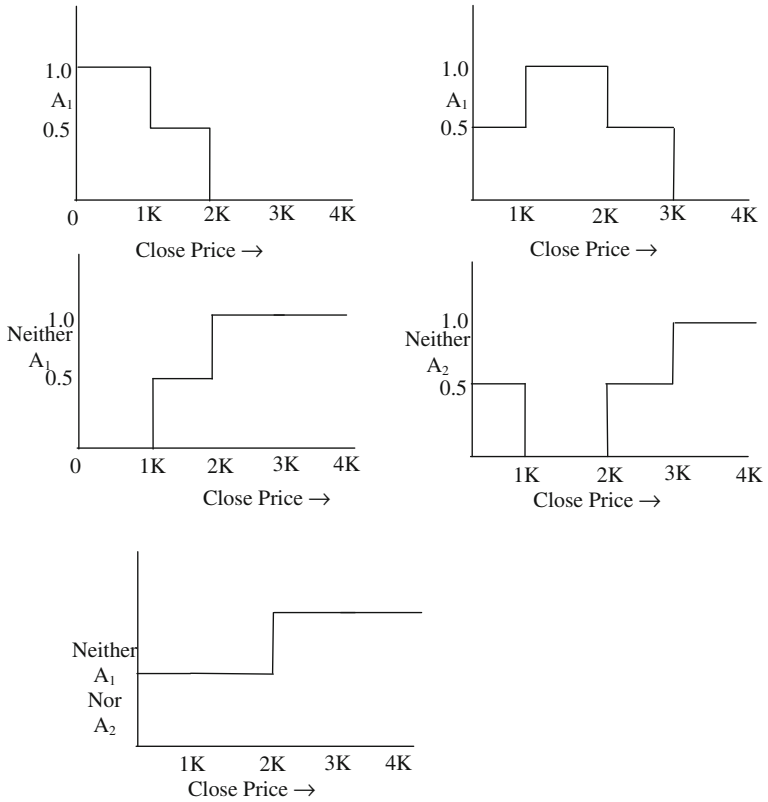 1.0
A₁
0.5
0 1K 2K 3K 4K
Close Price →
1.0
A₁
0.5
1K 2K 3K 4K
Close Price →
1.0
Neither
A₁
0.5
0 1K 2K 3K 4K
Close Price →
1.0
Neither
A₂
0.5
1K 2K 3K 4K
Close Price →
Neither
A₁
Nor
A₂
1K 2K 3K 4K
Close Price →